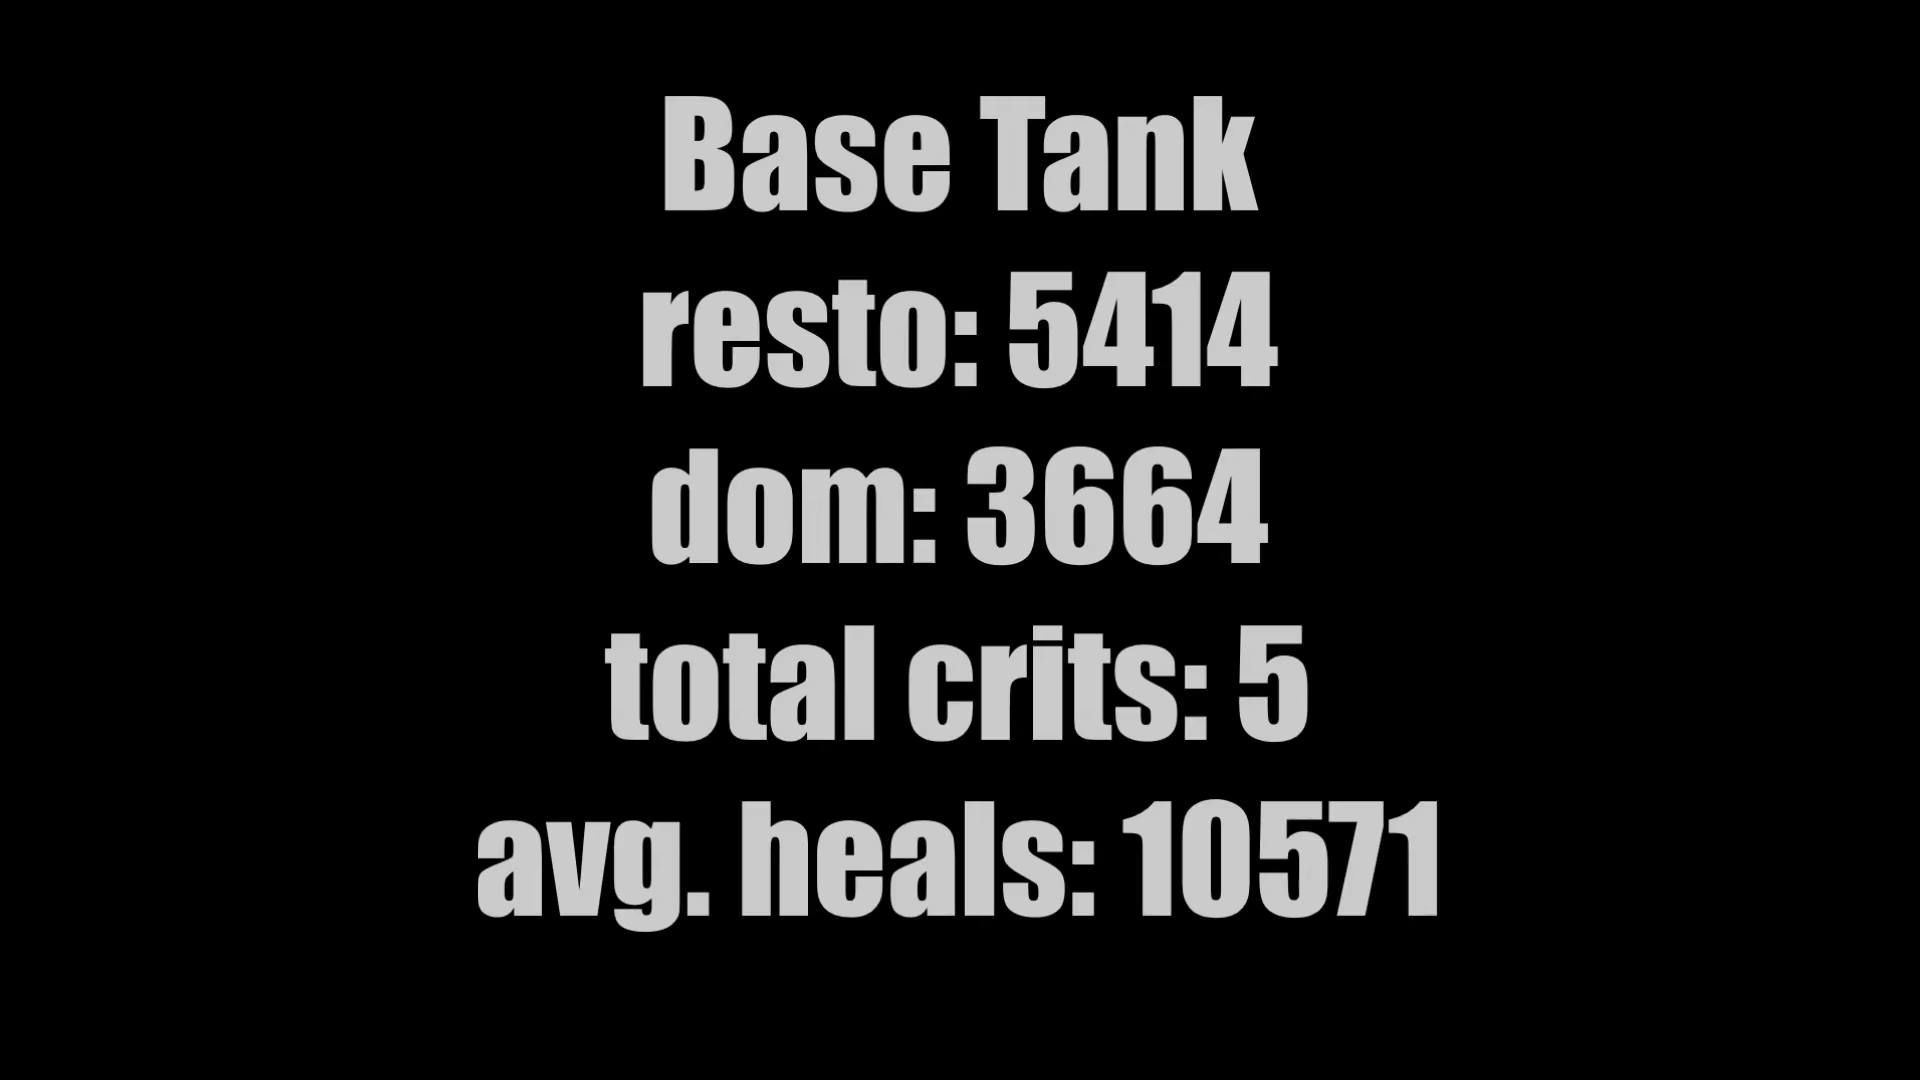 Base Tank
resto: 5414
dom: 3664
total crits: 5
avg. heals: 10571